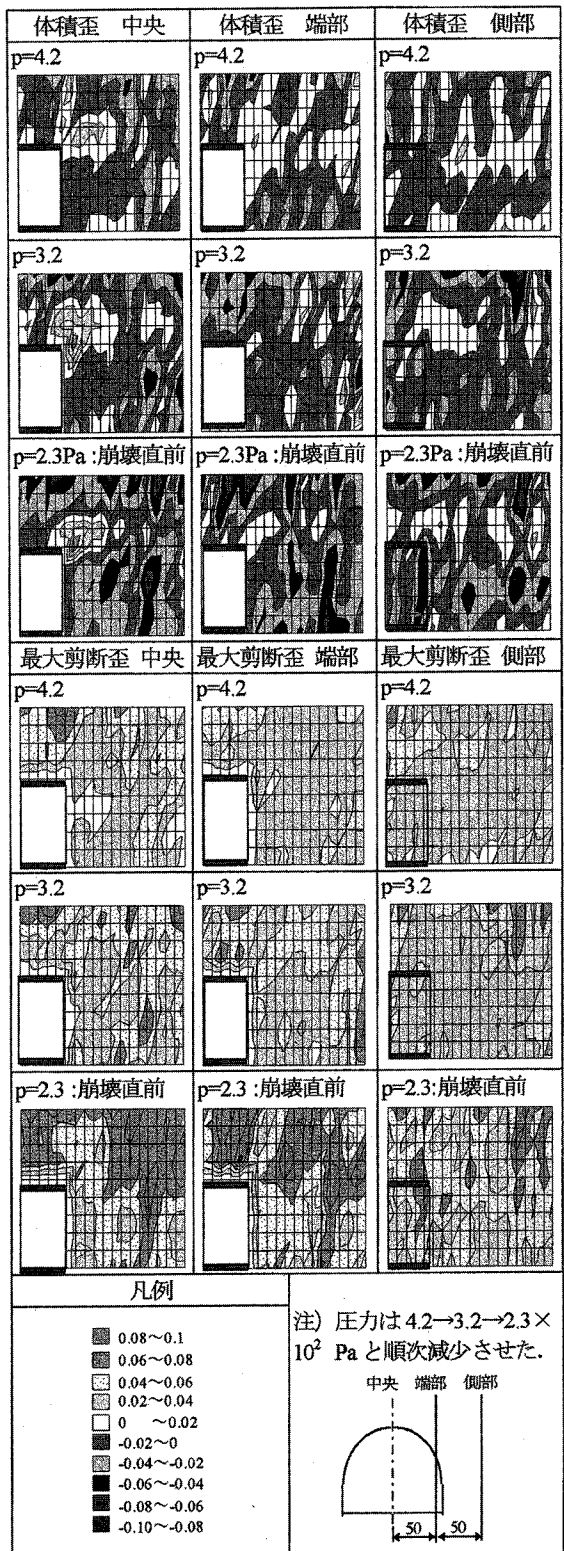 体積歪 中央
体積歪 端部
体積歪 側部
p=4.2
p=4.2
p=4.2
p=3.2
p=3.2
p=3.2
p=2.3Pa :崩壊直前
p=2.3Pa :崩壊直前
p=2.3Pa :崩壊直前
最大剪断歪 中央
最大剪断歪 端部
最大剪断歪 側部
p=4.2
p=4.2
p=4.2
p=3.2
p=3.2
p=3.2
p=2.3 :崩壊直前
p=2.3 :崩壊直前
p=2.3:崩壊直前
凡例
0.08～0.1
0.06～0.08
0.04～0.06
0.02～0.04
0 ～0.02
-0.02～0
-0.04～-0.02
-0.06～-0.04
-0.08～-0.06
-0.10～-0.08
注) 圧力は 4.2→3.2→2.3×
10² Pa と順次減少させた.
中央 端部 側部
50 50